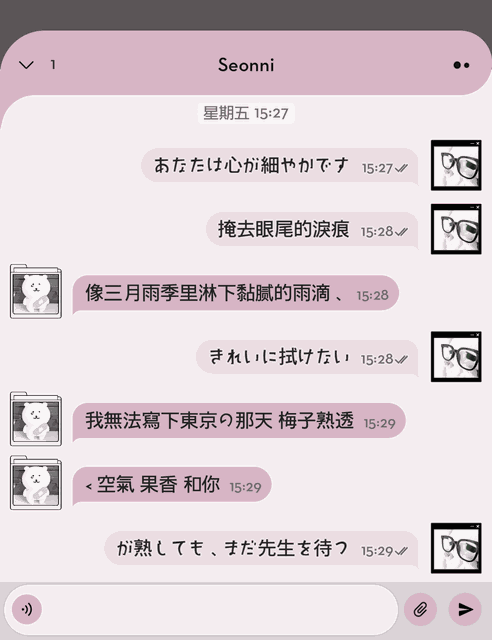 1
Seonni
星期五 15:27
あなたは心が細やかです 15:27
掩去眼尾的淚痕 15:28
像三月雨季里淋下黏膩的雨滴、 15:28
きれいに拭けない 15:28
我無法寫下東京の那天 梅子熟透 15:29
< 空氣 果香 和你 15:29
が熟しても、まだ先生を待つ 15:29